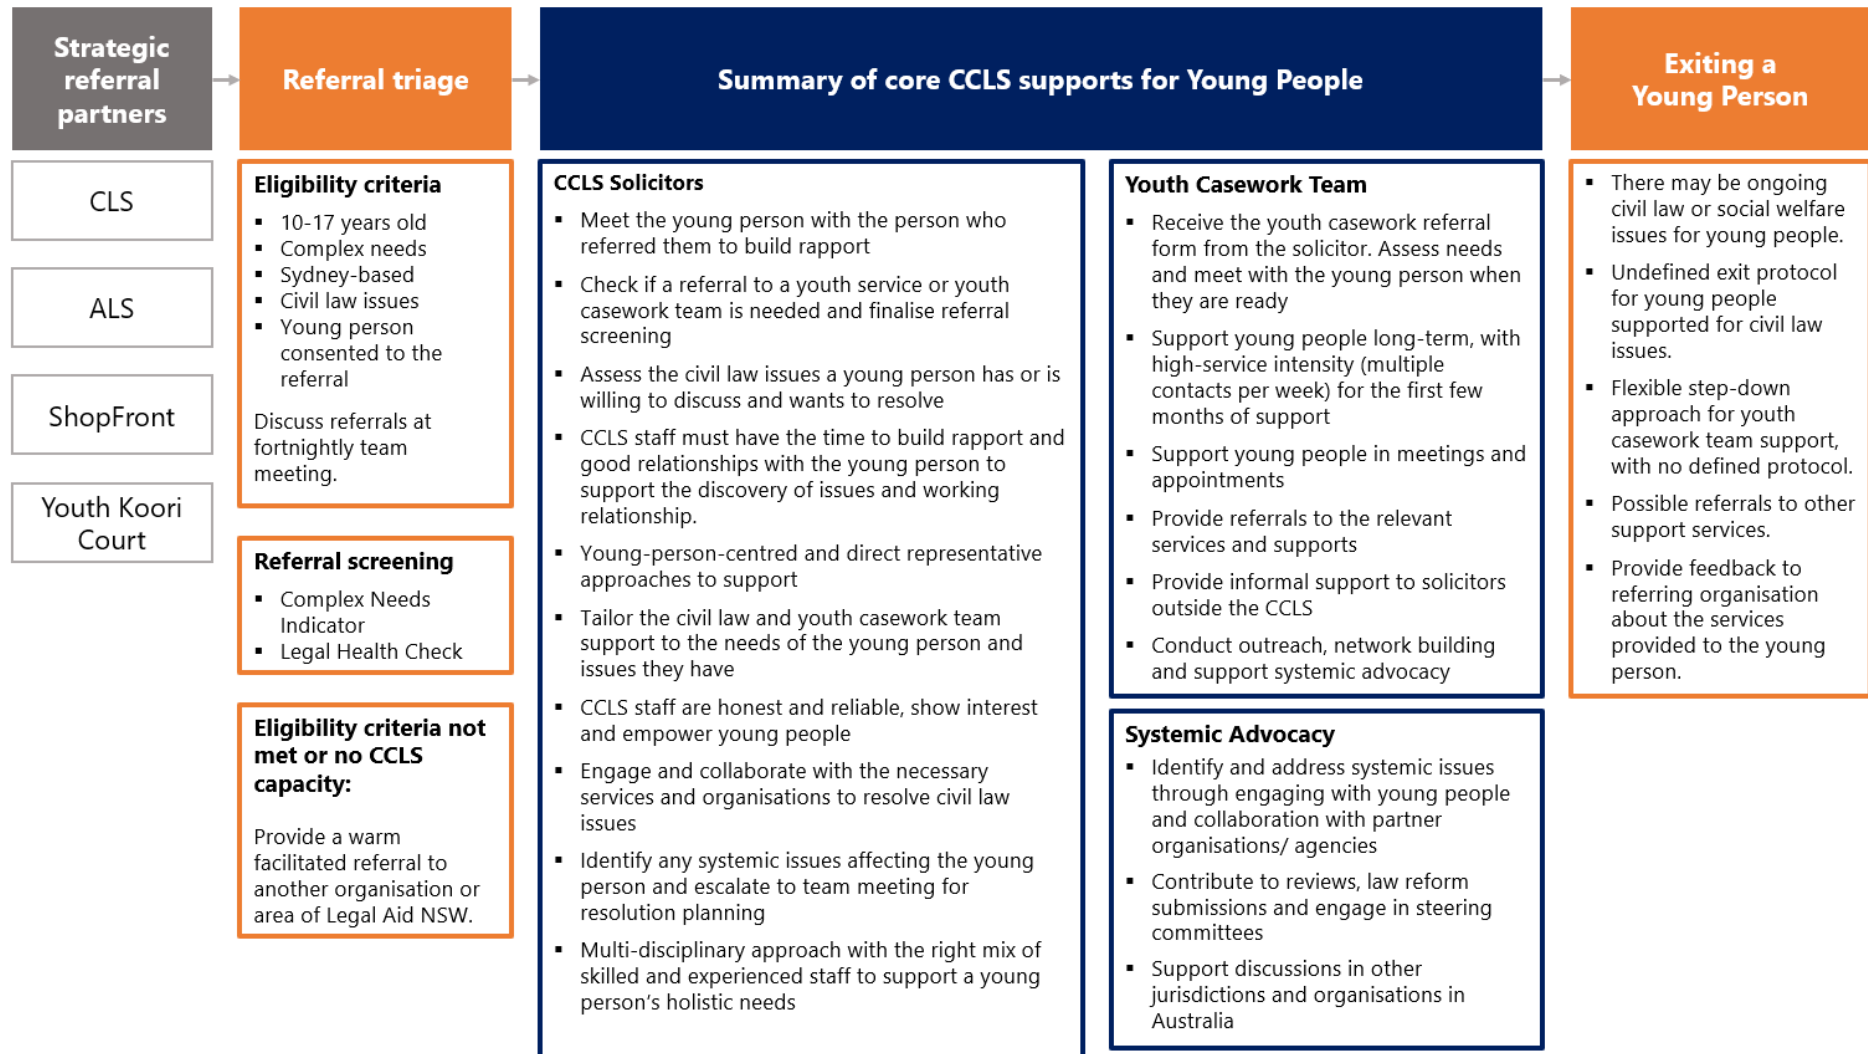 Strategic
referral
partners
Referral triage
Summary of core CCLS supports for Young People
Exiting a
Young Person
CLS
ALS
ShopFront
Youth Koori
Court
Eligibility criteria
▪ 10-17 years old
▪ Complex needs
▪ Sydney-based
▪ Civil law issues
▪ Young person
consented to the
referral
Discuss referrals at
fortnightly team
meeting.
Referral screening
▪ Complex Needs
Indicator
▪ Legal Health Check
Eligibility criteria not
met or no CCLS
capacity:
Provide a warm
facilitated referral to
another organisation or
area of Legal Aid NSW.
CCLS Solicitors
▪ Meet the young person with the person who
referred them to build rapport
▪ Check if a referral to a youth service or youth
casework team is needed and finalise referral
screening
▪ Assess the civil law issues a young person has or is
willing to discuss and wants to resolve
▪ CCLS staff must have the time to build rapport and
good relationships with the young person to
support the discovery of issues and working
relationship.
▪ Young-person-centred and direct representative
approaches to support
▪ Tailor the civil law and youth casework team
support to the needs of the young person and
issues they have
▪ CCLS staff are honest and reliable, show interest
and empower young people
▪ Engage and collaborate with the necessary
services and organisations to resolve civil law
issues
▪ Identify any systemic issues affecting the young
person and escalate to team meeting for
resolution planning
▪ Multi-disciplinary approach with the right mix of
skilled and experienced staff to support a young
person's holistic needs
Youth Casework Team
▪ Receive the youth casework referral
form from the solicitor. Assess needs
and meet with the young person when
they are ready
▪ Support young people long-term, with
high-service intensity (multiple
contacts per week) for the first few
months of support
▪ Support young people in meetings and
appointments
▪ Provide referrals to the relevant
services and supports
▪ Provide informal support to solicitors
outside the CCLS
▪ Conduct outreach, network building
and support systemic advocacy
Systemic Advocacy
▪ Identify and address systemic issues
through engaging with young people
and collaboration with partner
organisations/ agencies
▪ Contribute to reviews, law reform
submissions and engage in steering
committees
▪ Support discussions in other
jurisdictions and organisations in
Australia
▪ There may be ongoing
civil law or social welfare
issues for young people.
▪ Undefined exit protocol
for young people
supported for civil law
issues.
▪ Flexible step-down
approach for youth
casework team support,
with no defined protocol.
▪ Possible referrals to other
support services.
▪ Provide feedback to
referring organisation
about the services
provided to the young
person.